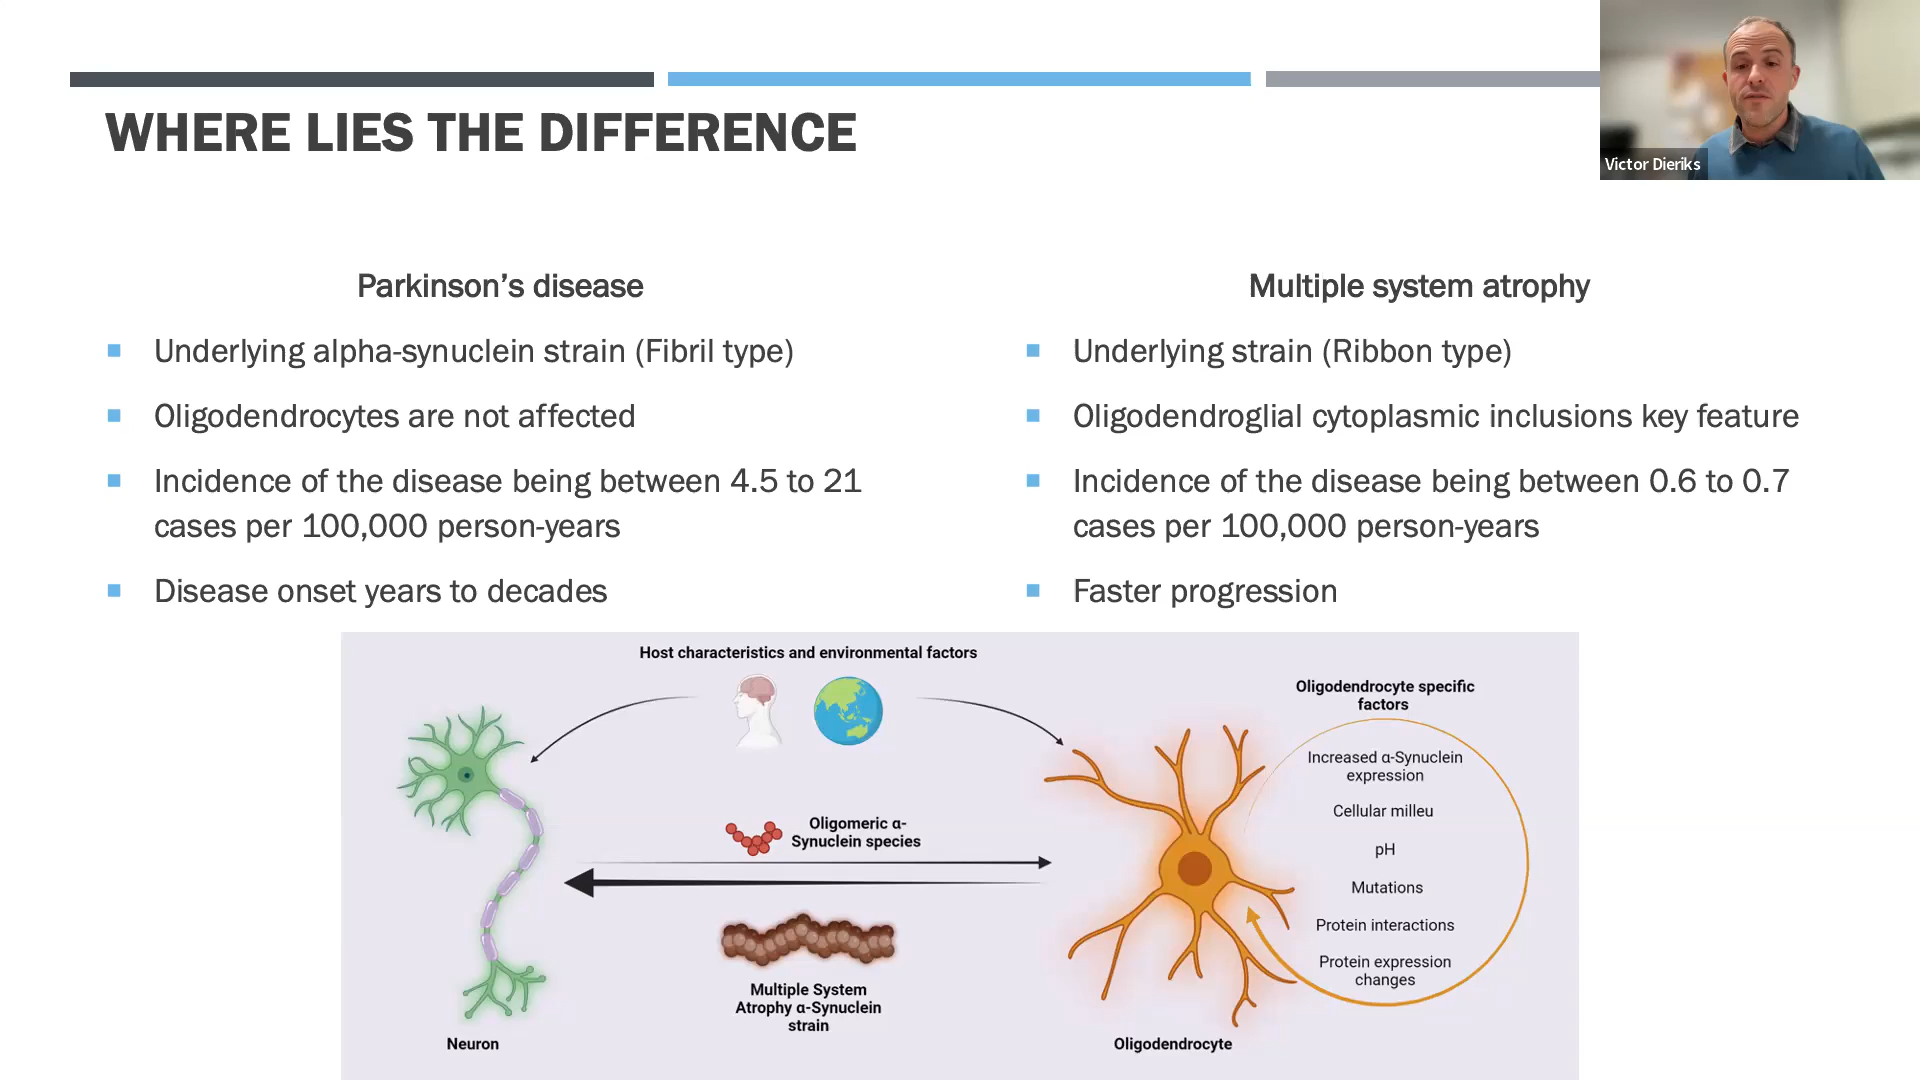 WHERE LIES THE DIFFERENCE
Victor Dieriks
Parkinson's disease
Underlying alpha-synuclein strain (Fibril type)
Oligodendrocytes are not affected
Incidence of the disease being between 4.5 to 21
cases per 100,000 person-years
Disease onset years to decades
Multiple system atrophy
Underlying strain (Ribbon type)
Oligodendroglial cytoplasmic inclusions key feature
Incidence of the disease being between 0.6 to 0.7
cases per 100,000 person-years
Faster progression
Host characteristics and environmental factors
Oligomeric α-
Synuclein species
Multiple System
Atrophy α-Synuclein
strain
Neuron
Oligodendrocyte
Oligodendrocyte specific
factors
Increased α-Synuclein
expression
Cellular milleu
pH
Mutations
Protein interactions
Protein expression
changes